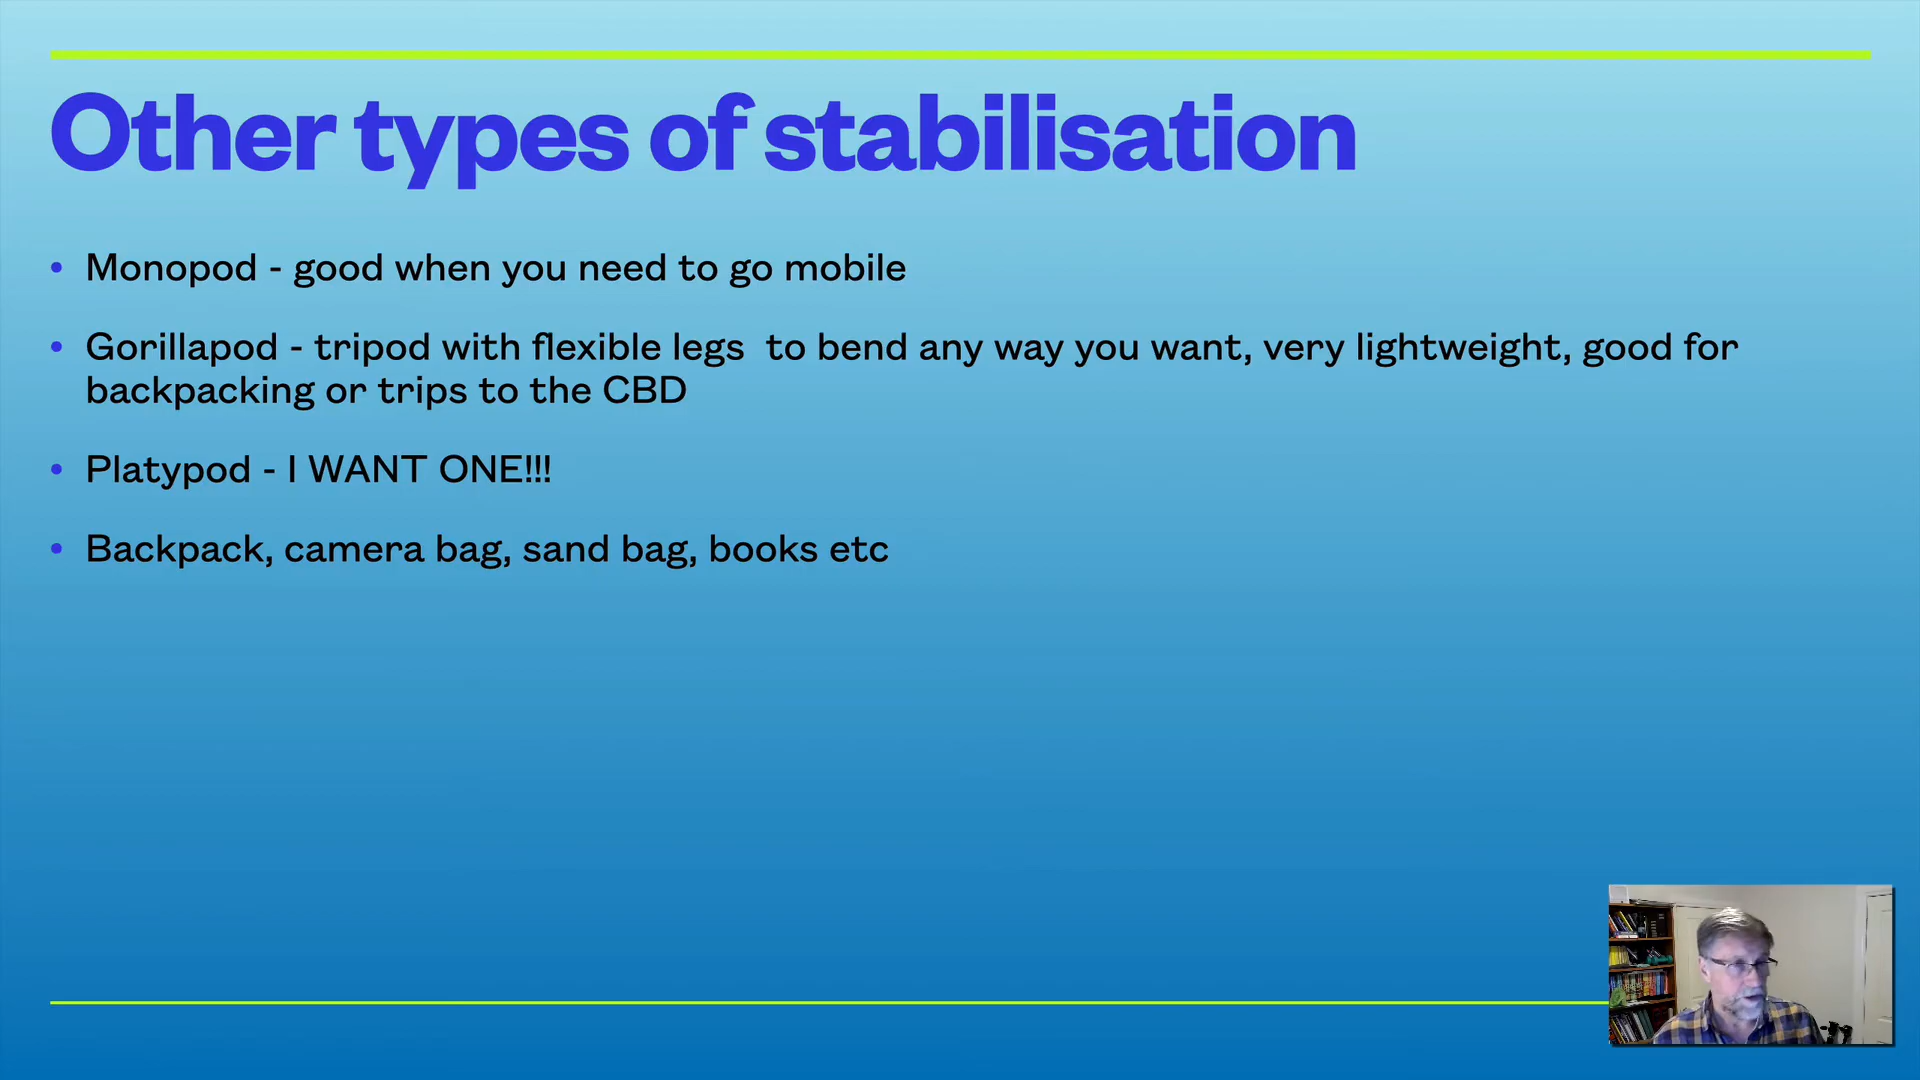 Other types of stabilisation
• Monopod - good when you need to go mobile
• Gorillapod - tripod with flexible legs  to bend any way you want, very lightweight, good for
backpacking or trips to the CBD
• Platypod - I WANT ONE!!!
• Backpack, camera bag, sand bag, books etc